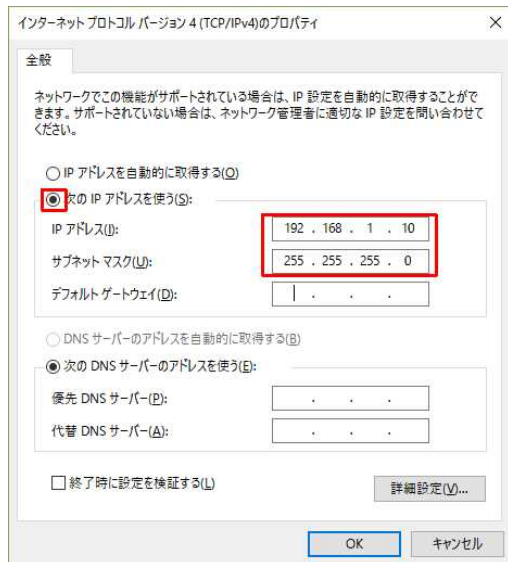 インターネット プロトコル バージョン 4 (TCP/IPv4)のプロパティ
全般
ネットワークでこの機能がサポートされている場合は、IP 設定を自動的に取得することがで
きます。サポートされていない場合は、ネットワーク管理者に適切な IP 設定を問い合わせて
ください。
IP アドレスを自動的に取得する(O)
次の IP アドレスを使う(S):
IP アドレス(I): 192 . 168 . 1 . 10
サブネット マスク(U): 255 . 255 . 255 . 0
デフォルト ゲートウェイ(D): . . .
DNS サーバーのアドレスを自動的に取得する(B)
次の DNS サーバーのアドレスを使う(E):
優先 DNS サーバー(P): . . .
代替 DNS サーバー(A): . . .
終了時に設定を検証する(L)
詳細設定(V)...
OK キャンセル